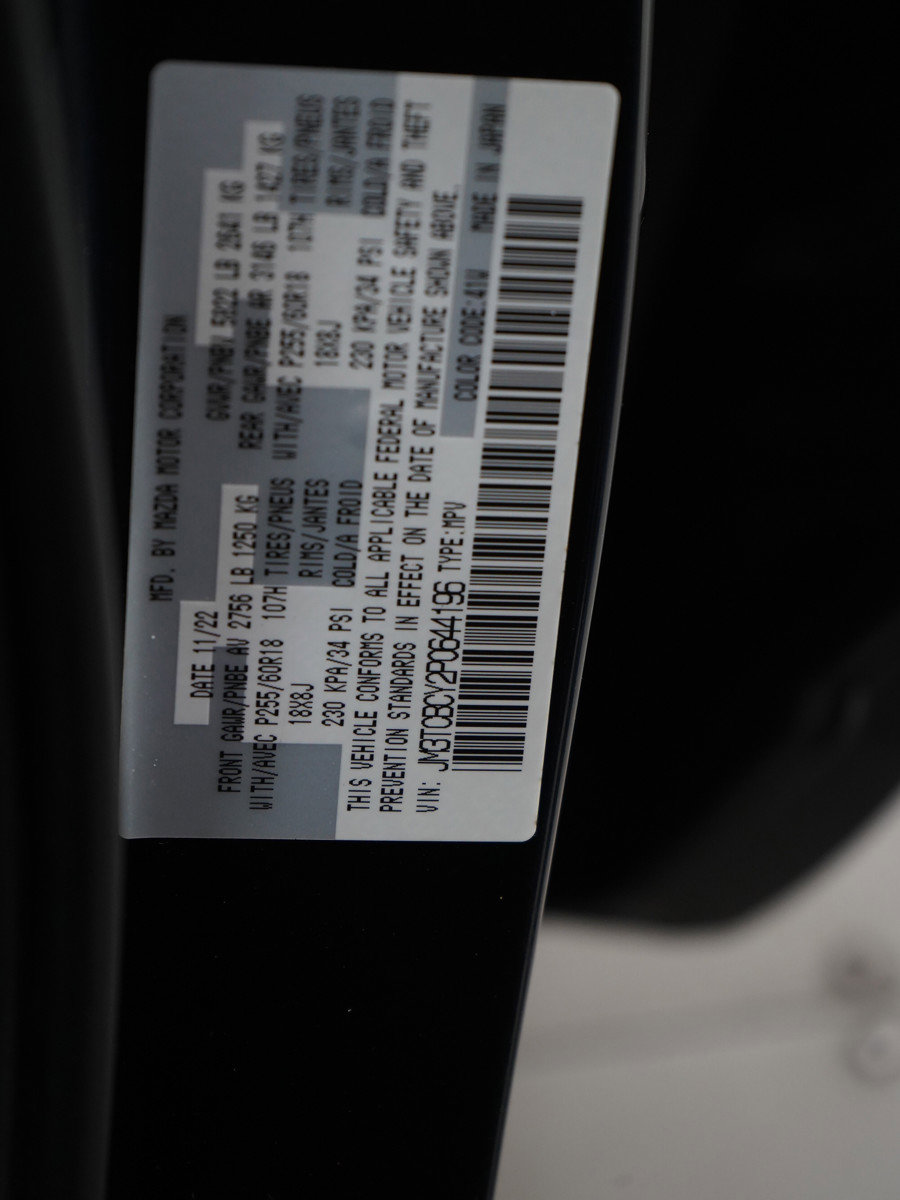 MFD. BY MAZDA MOTOR CORPORATION
DATE 11/22 GVWR/PNBV 5822 LB 2641 KG
FRONT GAWR/PNBE AV 2756 LB 1250 KG REAR GAWR/PNBE AR 3146 LB 1427 KG
WITH/AVEC P255/60R18 107H TIRES/PNEUS WITH/AVEC P255/60R18 107H TIRES/PNEUS
18X8J RIMS/JANTES 18X8J RIMS/JANTES
230 KPA/34 PSI COLD/A FROID 230 KPA/34 PSI COLD/A FROID
THIS VEHICLE CONFORMS TO ALL APPLICABLE FEDERAL MOTOR VEHICLE SAFETY AND THEFT
PREVENTION STANDARDS IN EFFECT ON THE DATE OF MANUFACTURE SHOWN ABOVE.
VIN: JM3TCBCY2P0644196 TYPE:MPV COLOR CODE:41W MADE IN JAPAN